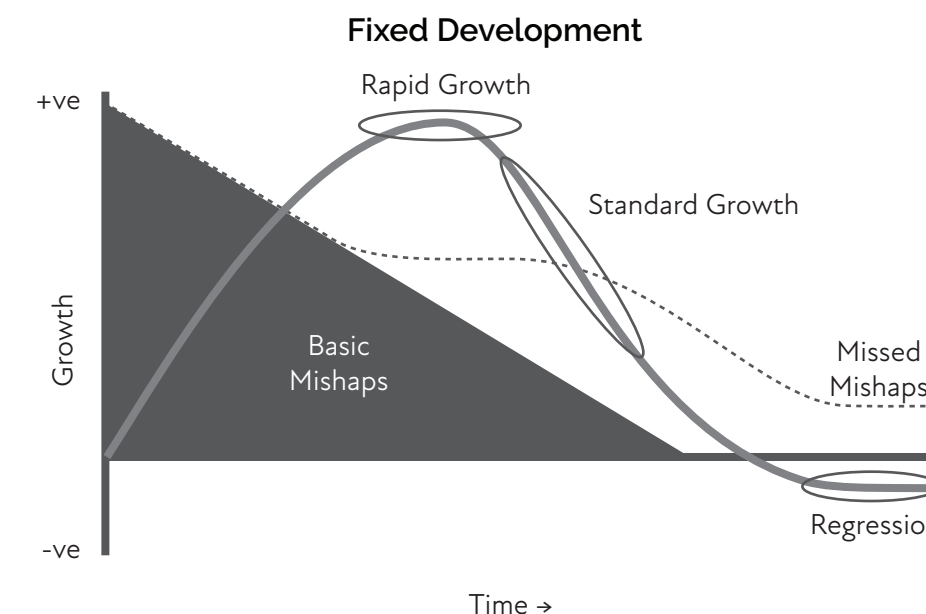 Fixed Development
Rapid Growth
+ve
Standard Growth
Growth
Basic
Mishaps
Missed
Mishaps
Regressio
-ve
Time →